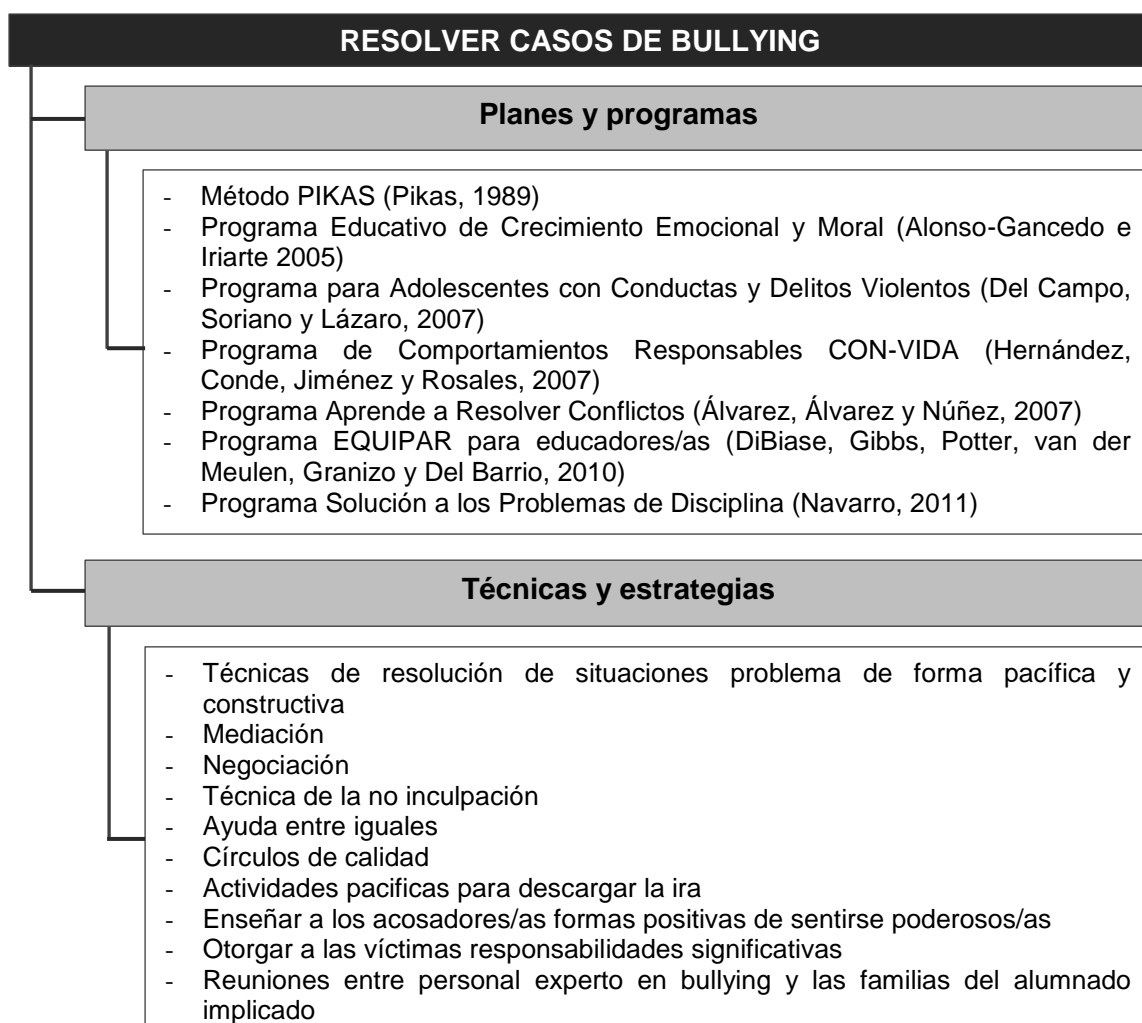 RESOLVER CASOS DE BULLYING
Planes y programas
- Método PIKAS (Pikas, 1989)
- Programa Educativo de Crecimiento Emocional y Moral (Alonso-Gancedo e
Iriarte 2005)
- Programa para Adolescentes con Conductas y Delitos Violentos (Del Campo,
Soriano y Lázaro, 2007)
- Programa de Comportamientos Responsables CON-VIDA (Hernández,
Conde, Jiménez y Rosales, 2007)
- Programa Aprende a Resolver Conflictos (Álvarez, Álvarez y Núñez, 2007)
- Programa EQUIPAR para educadores/as (DiBiase, Gibbs, Potter, van der
Meulen, Granizo y Del Barrio, 2010)
- Programa Solución a los Problemas de Disciplina (Navarro, 2011)
Técnicas y estrategias
- Técnicas de resolución de situaciones problema de forma pacífica y
constructiva
- Mediación
- Negociación
- Técnica de la no inculpación
- Ayuda entre iguales
- Círculos de calidad
- Actividades pacificas para descargar la ira
- Enseñar a los acosadores/as formas positivas de sentirse poderosos/as
- Otorgar a las víctimas responsabilidades significativas
- Reuniones entre personal experto en bullying y las familias del alumnado
implicado